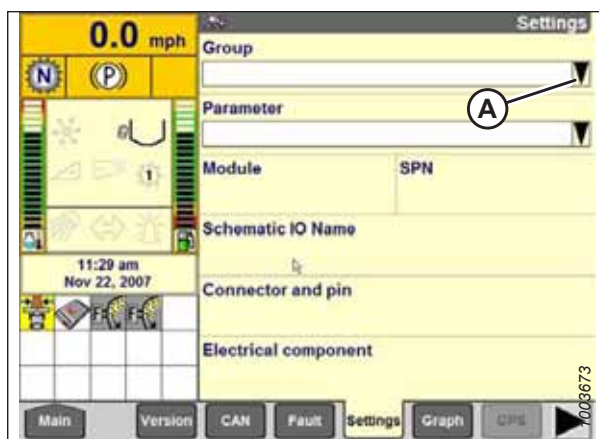 Settings
0.0 mph
N
(P)
1
11:29 am
Nov 22, 2007
F
F
Group
A
Parameter
Module
SPN
Schematic IO Name
Connector and pin
Electrical component
Main
Version
CAN
Fault
Settings
Graph
GPS
1003673